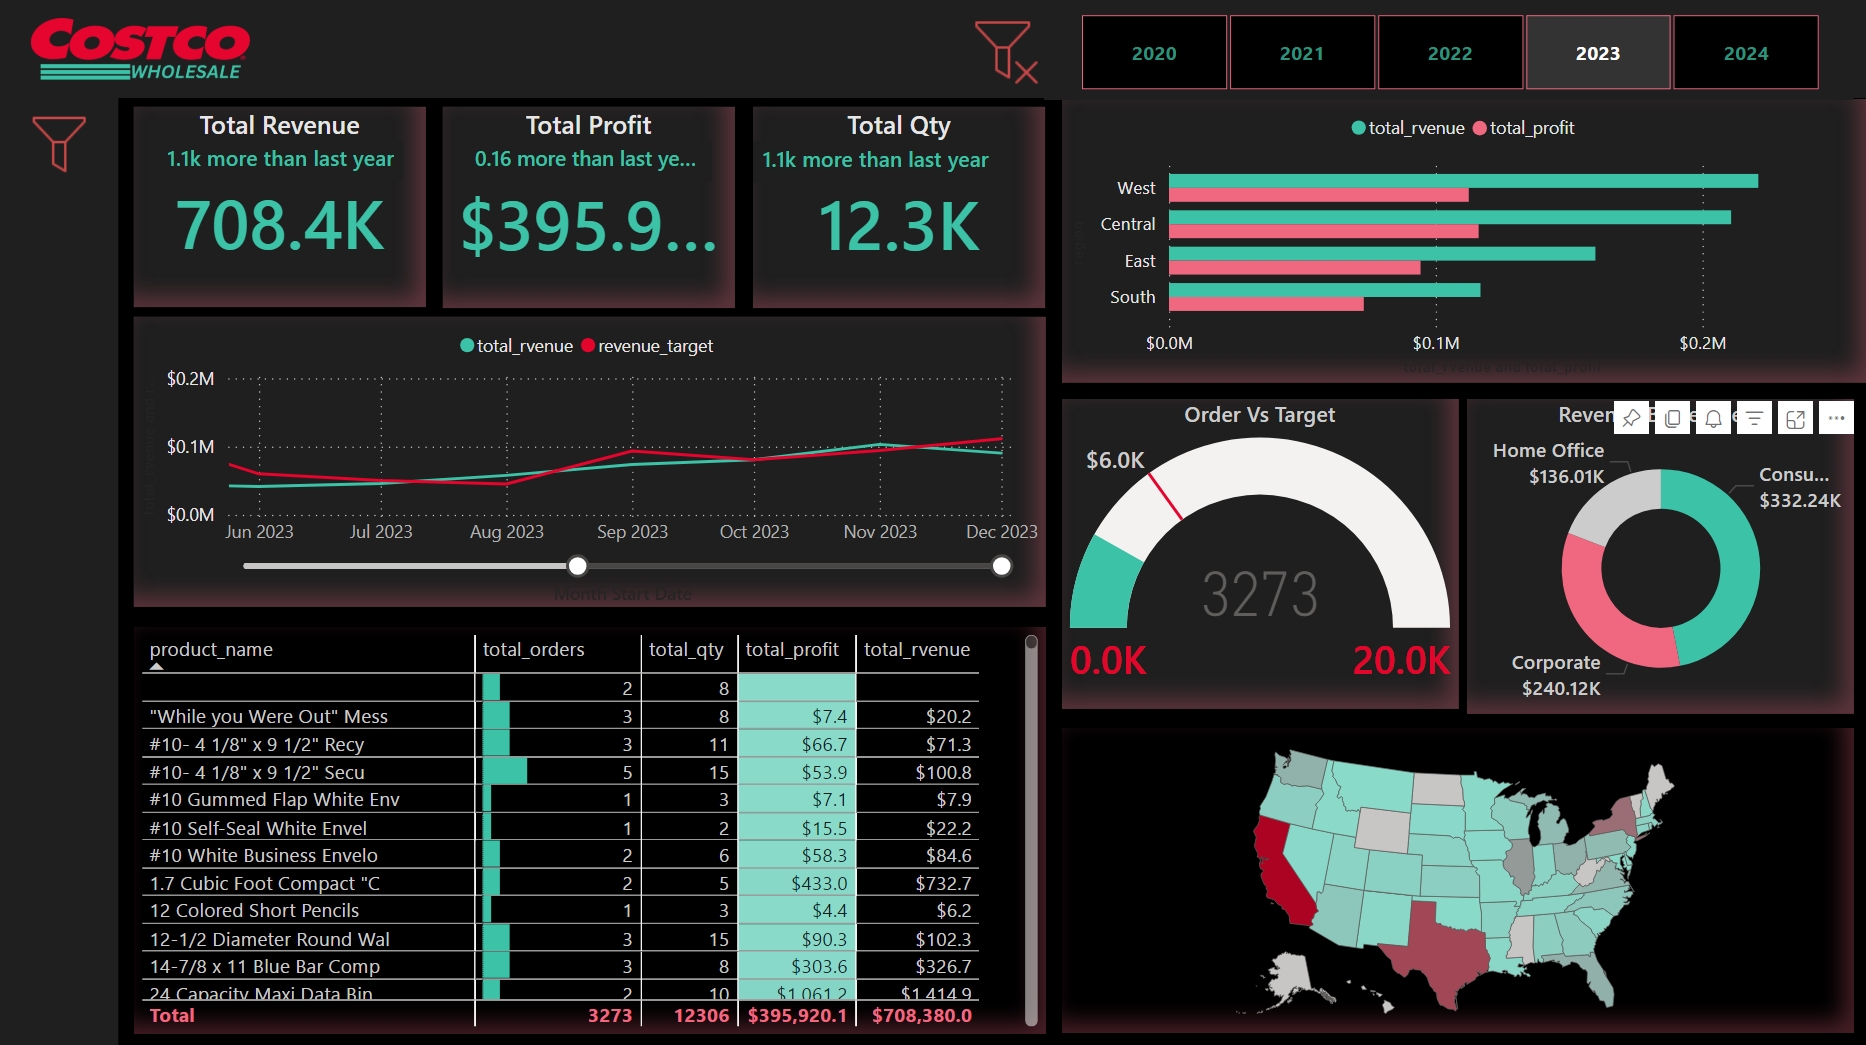 COSTCO
WHOLESALE
2020 2021 2022 2023 2024
Total Revenue
1.1k more than last year
708.4K
Total Profit
0.16 more than last ye...
$395.9...
Total Qty
1.1k more than last year
12.3K
total_rvenue total_profit
West
Central
East
South
$0.0M $0.1M $0.2M
total_rvenue and total_profit
total_rvenue revenue_target
$0.2M
$0.1M
$0.0M
Jun 2023 Jul 2023 Aug 2023 Sep 2023 Oct 2023 Nov 2023 Dec 2023
Month Start Date
Order Vs Target
$6.0K
3273
0.0K 20.0K
Home Office
$136.01K
Consu...
$332.24K
Corporate
$240.12K
product_name total_orders total_qty total_profit total_rvenue
2 8
"While you Were Out" Mess 3 8 $7.4 $20.2
#10- 4 1/8" x 9 1/2" Recy 3 11 $66.7 $71.3
#10- 4 1/8" x 9 1/2" Secu 5 15 $53.9 $100.8
#10 Gummed Flap White Env 1 3 $7.1 $7.9
#10 Self-Seal White Envel 1 2 $15.5 $22.2
#10 White Business Envelo 2 6 $58.3 $84.6
1.7 Cubic Foot Compact "C 2 5 $433.0 $732.7
12 Colored Short Pencils 1 3 $4.4 $6.2
12-1/2 Diameter Round Wal 3 15 $90.3 $102.3
14-7/8 x 11 Blue Bar Comp 3 8 $303.6 $326.7
24 Capacity Maxi Data Bin 2 10 $1,061.2 $1,414.9
Total 3273 12306 $395,920.1 $708,380.0